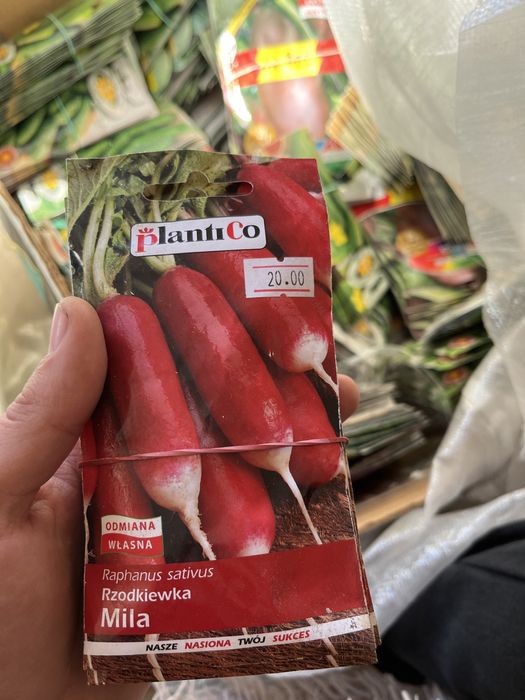 PlantiCo
20.00
ODMIANA
WŁASNA
Raphanus sativus
Rzodkiewka
Mila
NASZE NASIONA TWÓJ SUKCES